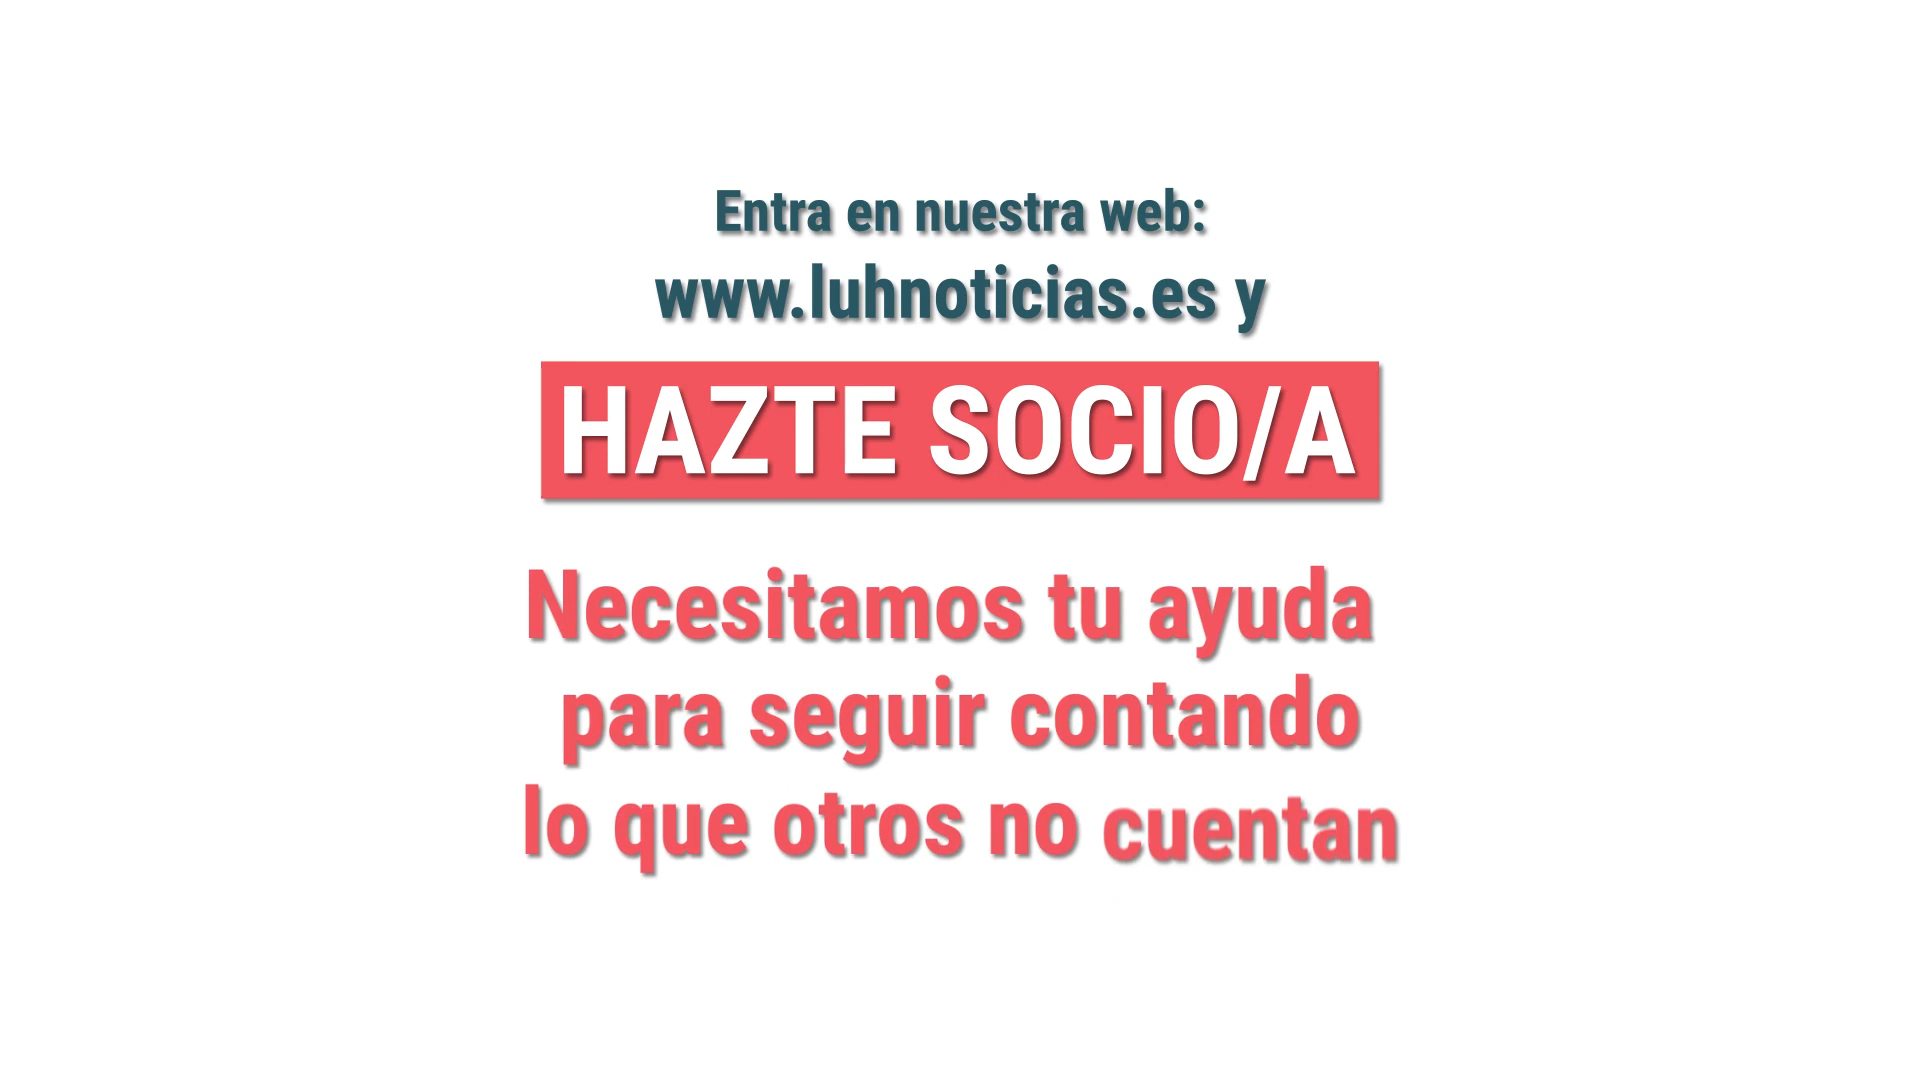 Entra en nuestra web:
www.luhnoticias.es y
HAZTE SOCIO/A
Necesitamos tu ayuda
para seguir contando
lo que otros no cuentan